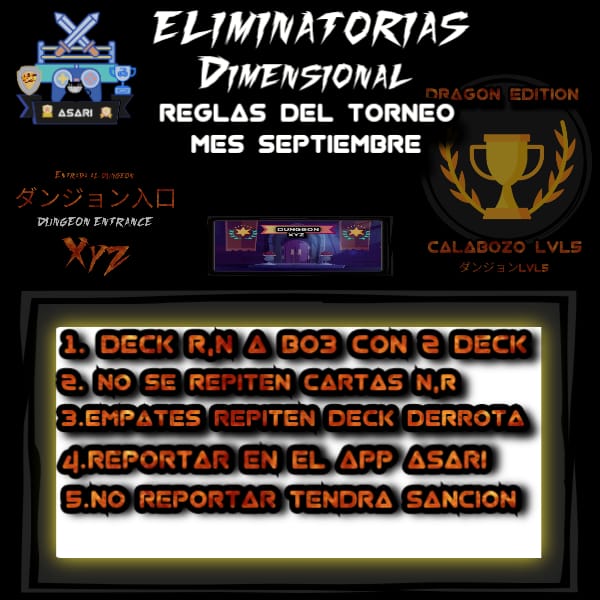 ELIMINATORIAS
DIMENSIONAL
REGLAS DEL TORNEO
MES SEPTIEMBRE
ASARI
DRAGON EDITION
ENTRADA AL DUNGEON
ダンジョン入口
DUNGEON ENTRANCE
XYZ
DUNGEON
XYZ
CALABOZO LVL5
ダンジョンLVL5
1. DECK R,N A BO3 CON 2 DECK
2. NO SE REPITEN CARTAS N,R
3.EMPATES REPITEN DECK DERROTA
4.REPORTAR EN EL APP ASARI
5.NO REPORTAR TENDRA SANCION